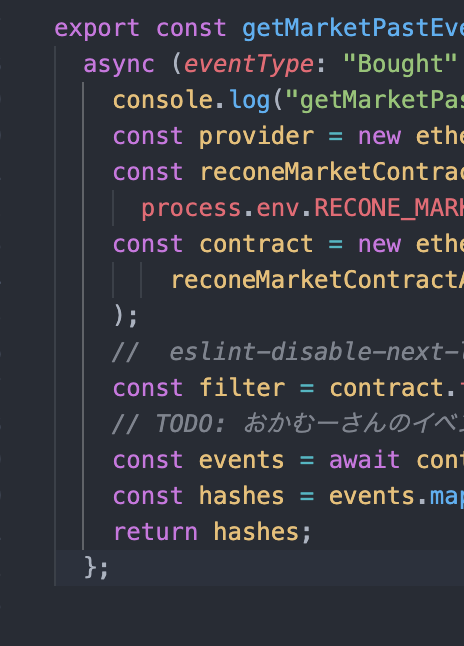 export const getMarketPastEve
async (eventType: "Bought"
console.log("getMarketPas
const provider = new ethe
const reconeMarketContrac
process.env.RECONE_MARK
const contract = new ethe
reconeMarketContractA
);
// eslint-disable-next-l
const filter = contract.
// TODO: おかむーさんのイベン
const events = await cont
const hashes = events.map
return hashes;
};